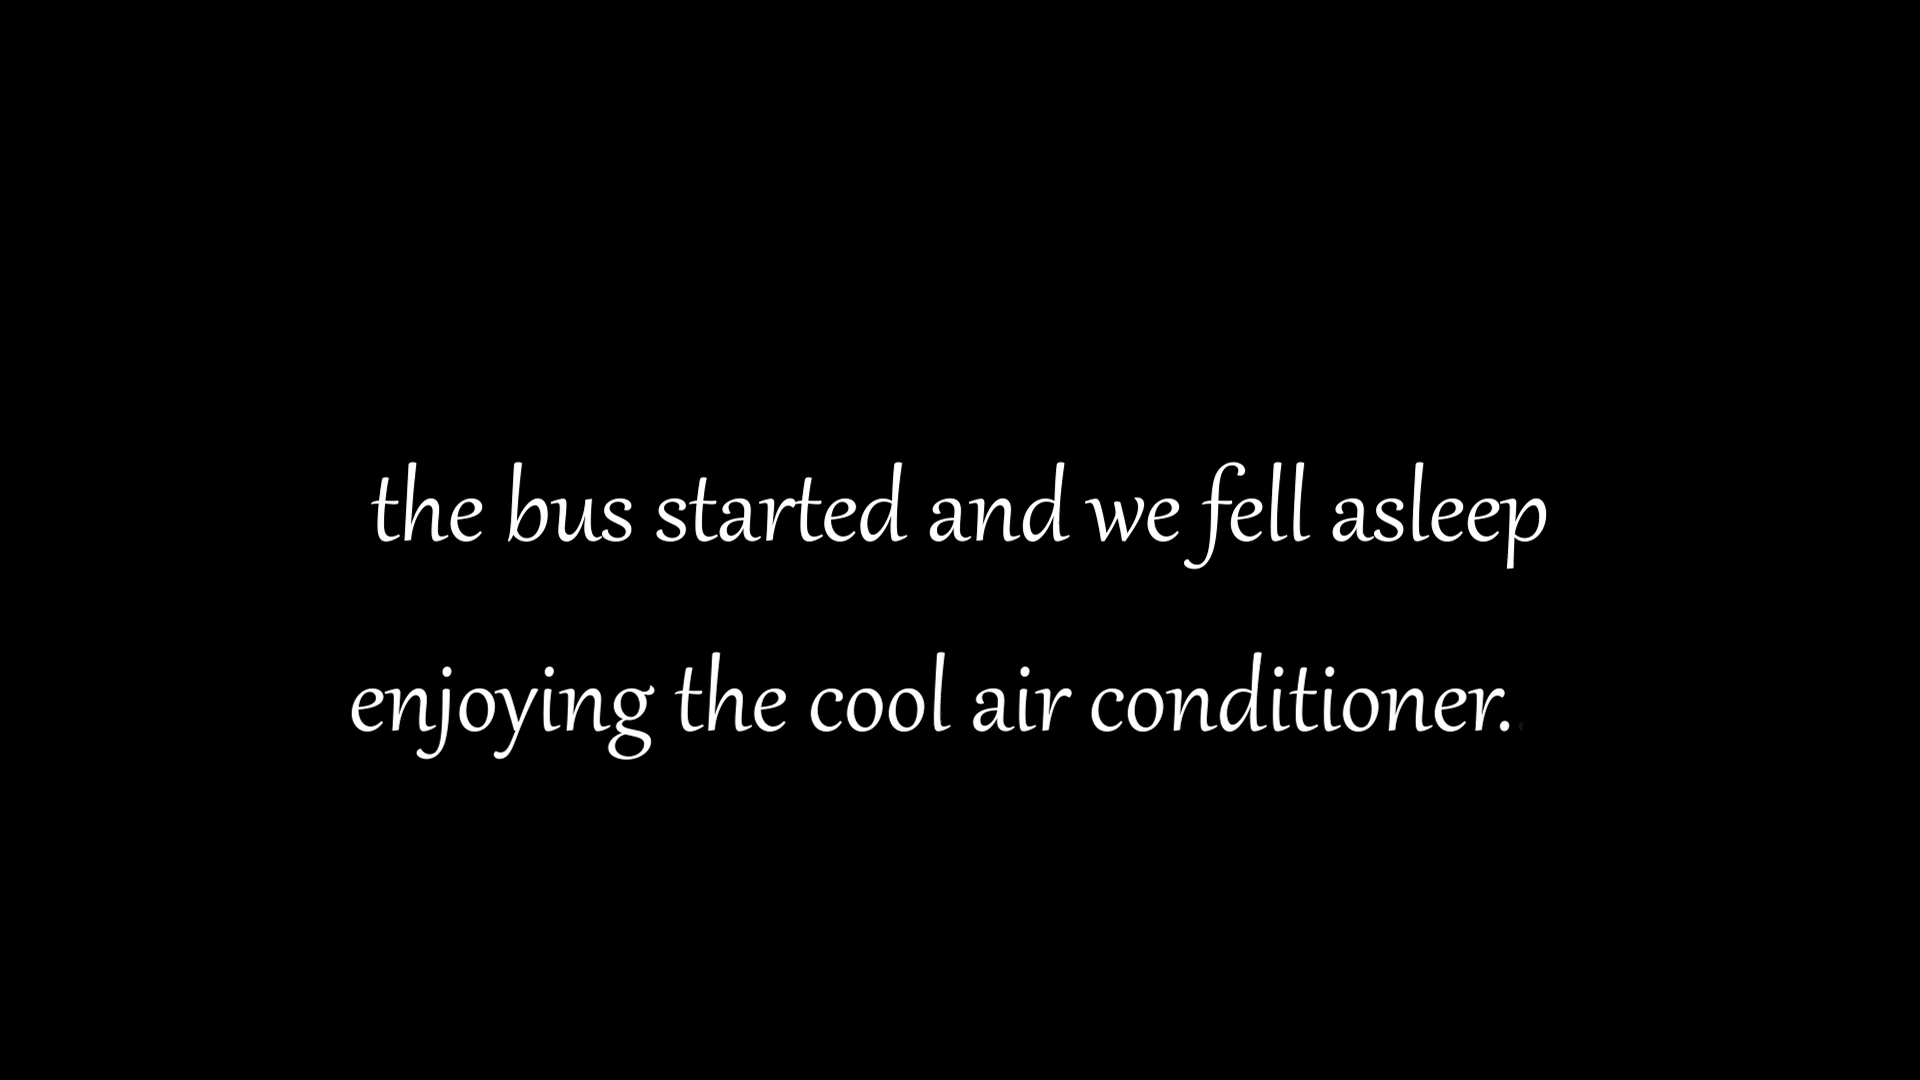 the bus started and we fell asleep
enjoying the cool air conditioner.